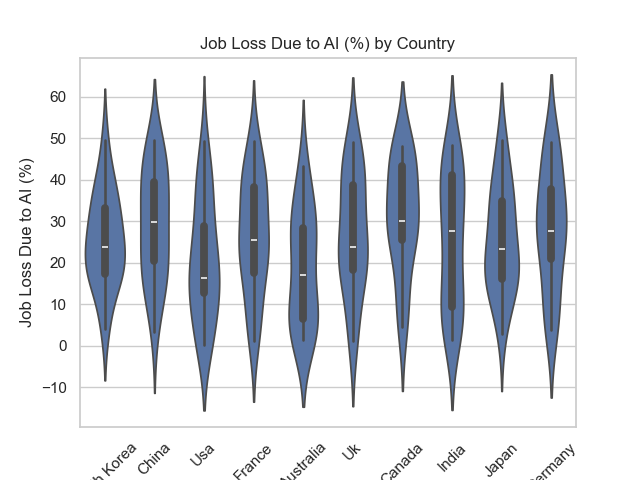 Job Loss Due to AI (%) by Country
Job Loss Due to AI (%)
60
50
40
30
20
10
0
−10
Korea
China
Usa
France
Uk
Canada
India
Japan